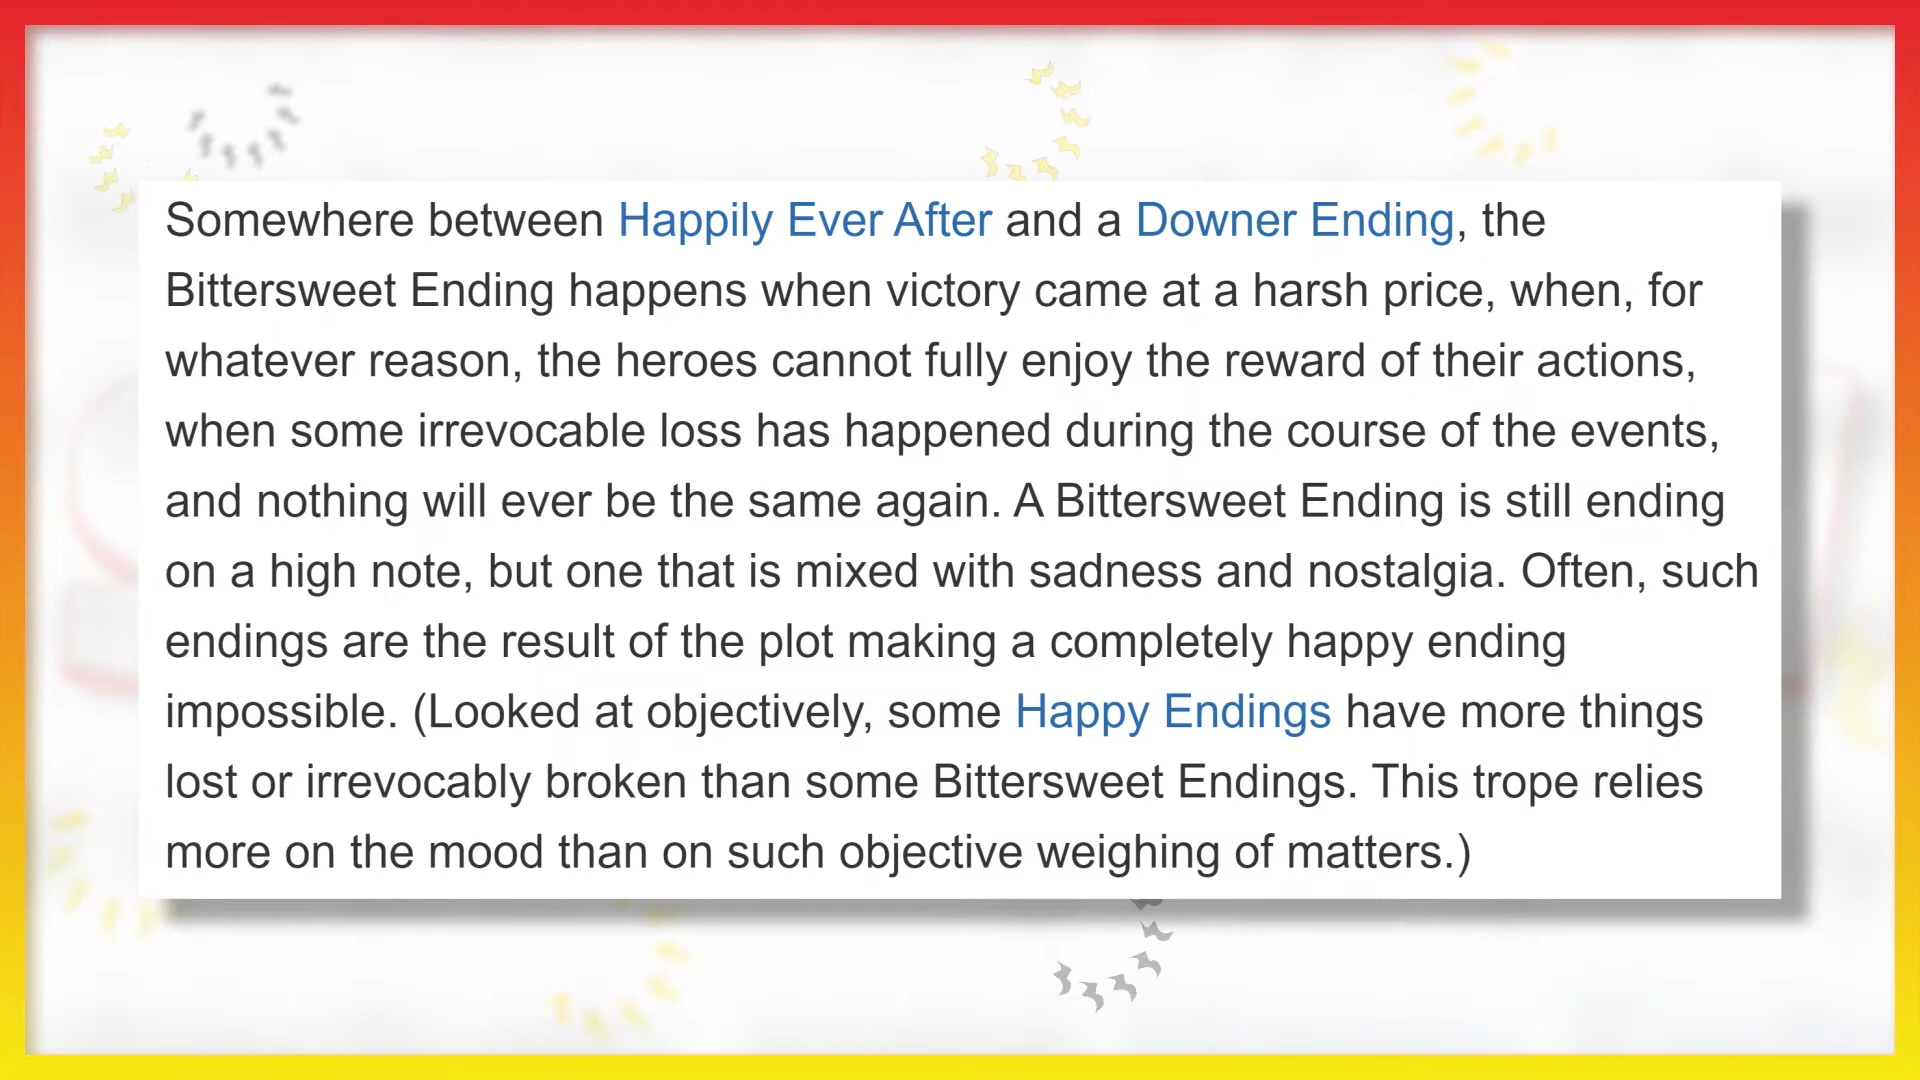 Somewhere between Happily Ever After and a Downer Ending, the
Bittersweet Ending happens when victory came at a harsh price, when, for
whatever reason, the heroes cannot fully enjoy the reward of their actions,
when some irrevocable loss has happened during the course of the events,
and nothing will ever be the same again. A Bittersweet Ending is still ending
on a high note, but one that is mixed with sadness and nostalgia. Often, such
endings are the result of the plot making a completely happy ending
impossible. (Looked at objectively, some Happy Endings have more things
lost or irrevocably broken than some Bittersweet Endings. This trope relies
more on the mood than on such objective weighing of matters.)